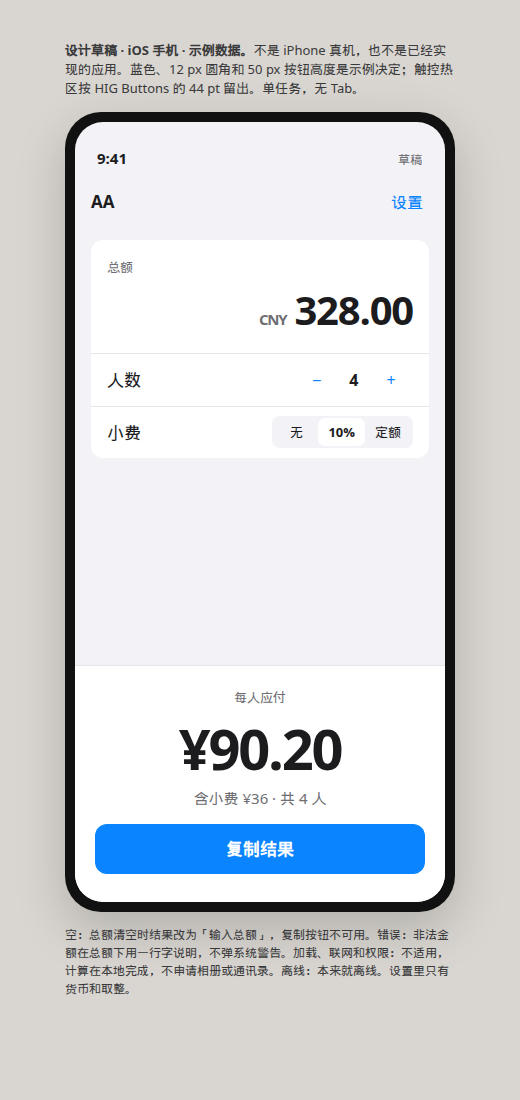 设计草稿 · iOS 手机 · 示例数据。不是 iPhone 真机，也不是已经实
现的应用。蓝色、12 px 圆角和 50 px 按钮高度是示例决定；触控热
区按 HIG Buttons 的 44 pt 留出。单任务，无 Tab。
9:41 草稿
AA 设置
总额
CNY 328.00
人数 − 4 +
小费 无 10% 定额
每人应付
¥90.20
含小费 ¥36 · 共 4 人
复制结果
空：总额清空时结果改为「输入总额」，复制按钮不可用。错误：非法金
额在总额下用一行字说明，不弹系统警告。加载、联网和权限：不适用，
计算在本地完成，不申请相册或通讯录。离线：本来就离线。设置里只有
货币和取整。